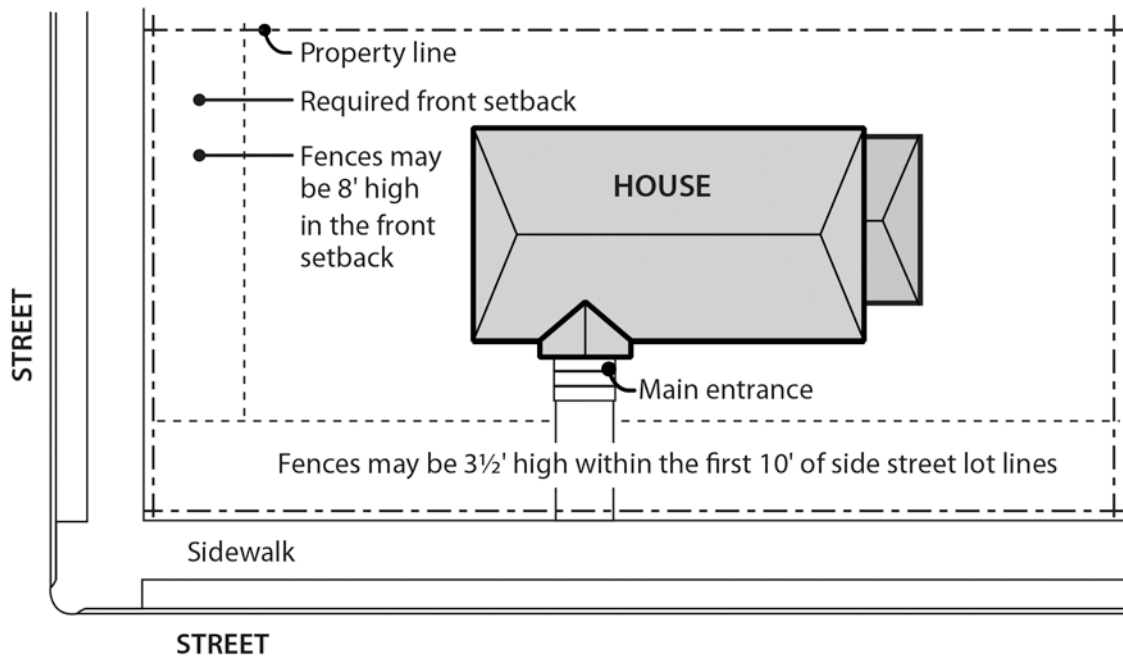 Property line
Required front setback
Fences may
be 8' high
in the front
setback
HOUSE
STREET
Main entrance
Fences may be 3½' high within the first 10' of side street lot lines
Sidewalk
STREET